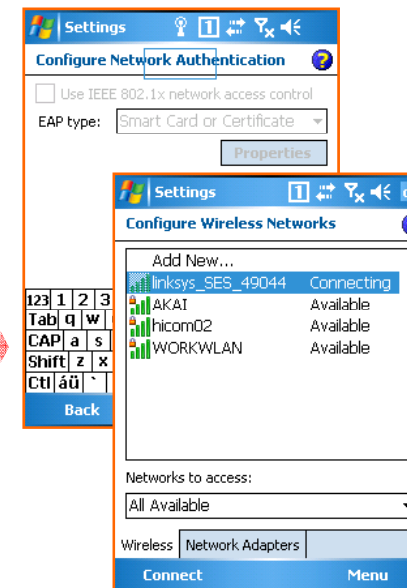 Settings 1
Configure Network Authentication ?
Use IEEE 802.1x network access control
EAP type: Smart Card or Certificate
Properties
123 1 2 3
Tab q w
CAP a s
Shift z x
Ctl áü `
Back
Settings 1
Configure Wireless Networks
Add New...
linksys_SES_49044 Connecting
AKAI Available
hicom02 Available
WORKWLAN Available
Networks to access:
All Available
Wireless Network Adapters
Connect Menu